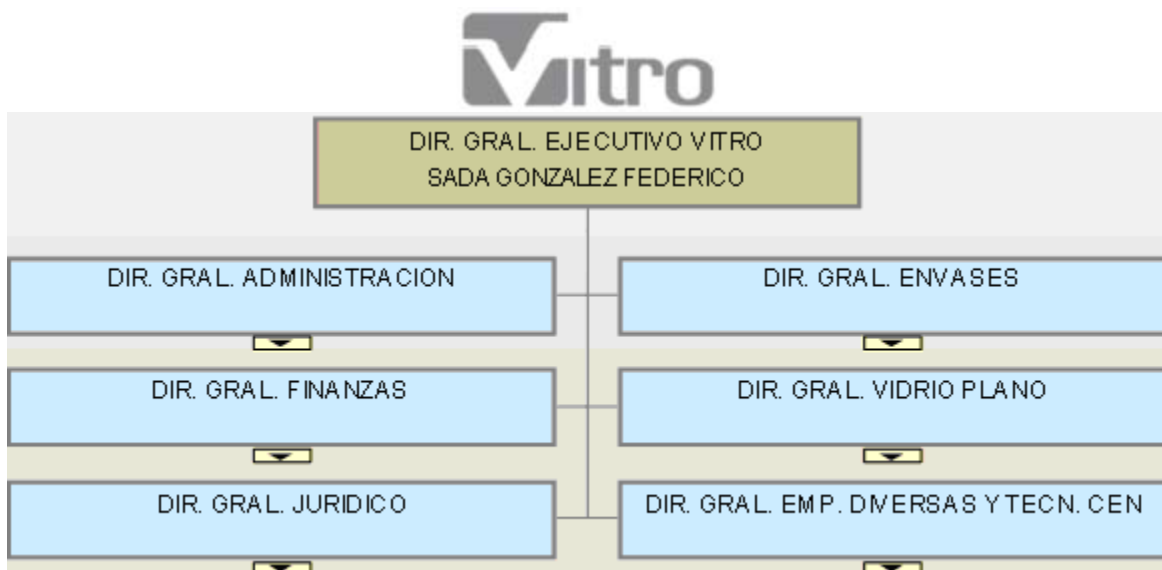 Vitro
DIR. GRAL. EJECUTIVO VITRO
SADA GONZALEZ FEDERICO
DIR. GRAL. ADMINISTRACION
DIR. GRAL. ENVASES
DIR. GRAL. FINANZAS
DIR. GRAL. VIDRIO PLANO
DIR. GRAL. JURIDICO
DIR. GRAL. EMP. DIVERSAS Y TECN. CEN